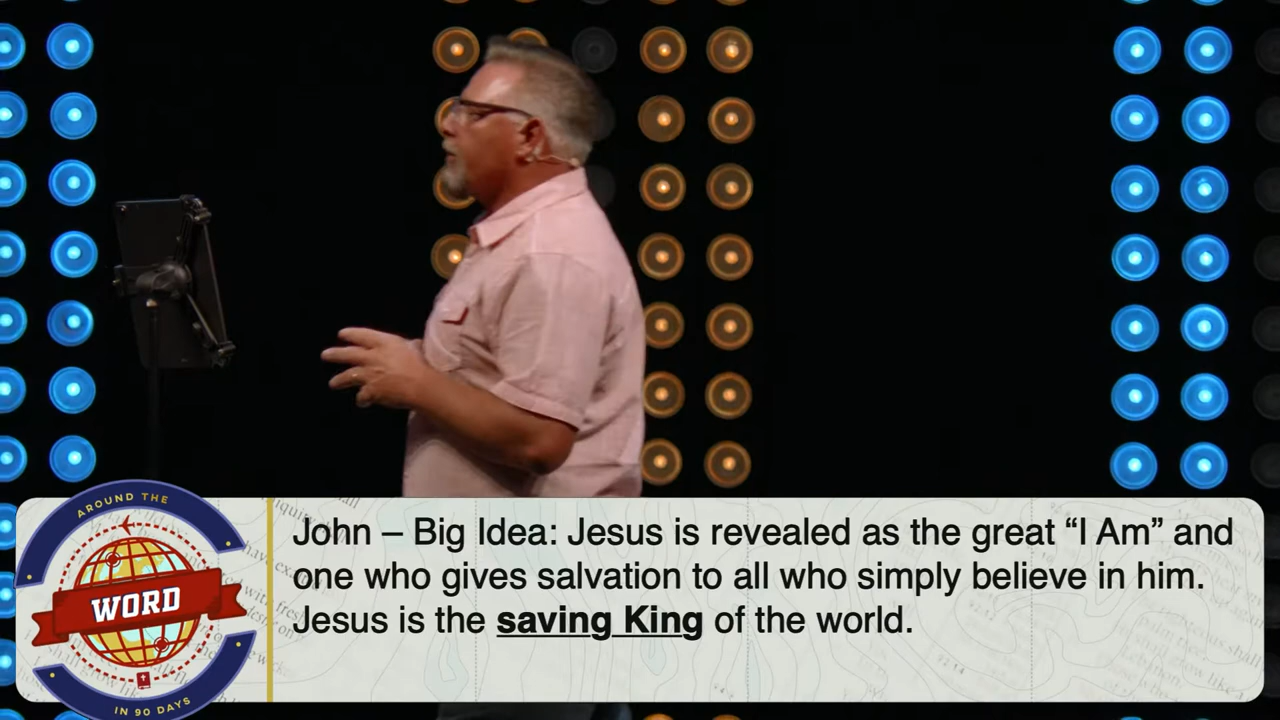 AROUND THE
WORD
IN 90 DAYS
John – Big Idea: Jesus is revealed as the great “I Am” and
one who gives salvation to all who simply believe in him.
Jesus is the saving King of the world.